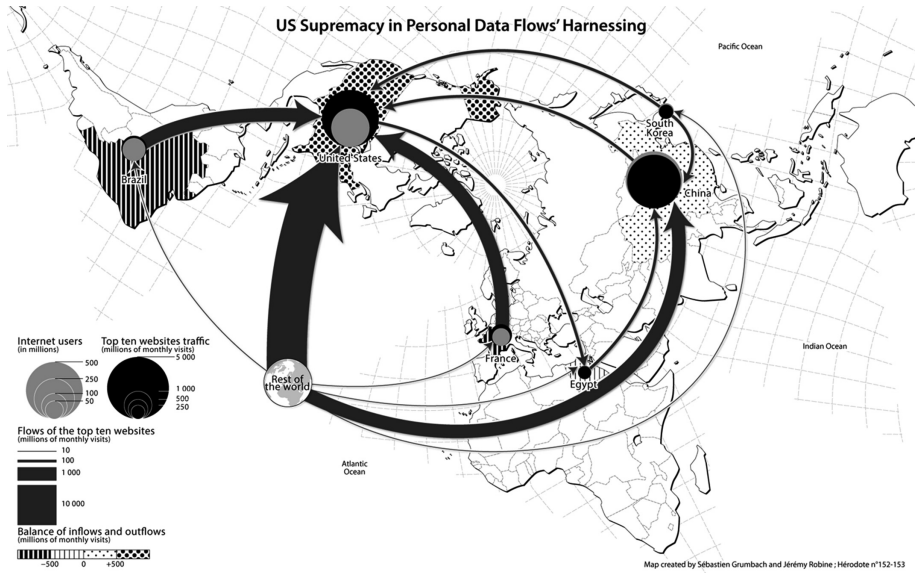 US Supremacy in Personal Data Flows' Harnessing
Pacific Ocean
South
Korea
United States
Brazil
China
France
Egypt
Rest of
the world
Indian Ocean
Atlantic
Ocean
Internet users
(in millions)
500
250
100
50
Top ten websites traffic
(millions of monthly visits)
5 000
1 000
500
250
Flows of the top ten websites
(millions of monthly visits)
10
100
1 000
10 000
Balance of inflows and outflows
(millions of monthly visits)
−500 0 +500
Map created by Sébastien Grumbach and Jérémy Robine ; Hérodote n°152-153